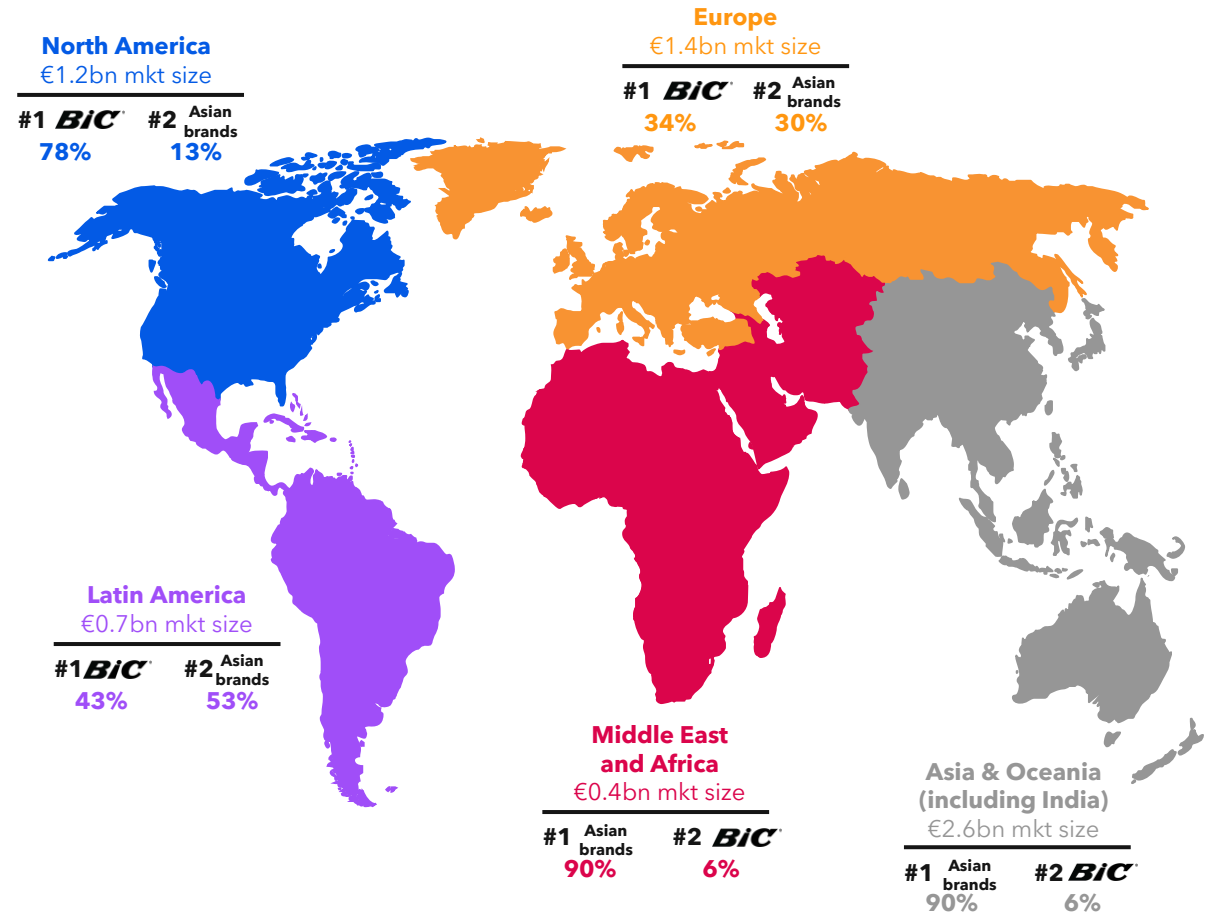 North America
€1.2bn mkt size
#1 BiC® #2 Asian brands
78% 13%
Europe
€1.4bn mkt size
#1 BiC® #2 Asian brands
34% 30%
Latin America
€0.7bn mkt size
#1 BiC® #2 Asian brands
43% 53%
Middle East
and Africa
€0.4bn mkt size
#1 Asian brands #2 BiC®
90% 6%
Asia & Oceania
(including India)
€2.6bn mkt size
#1 Asian brands #2 BiC®
90% 6%